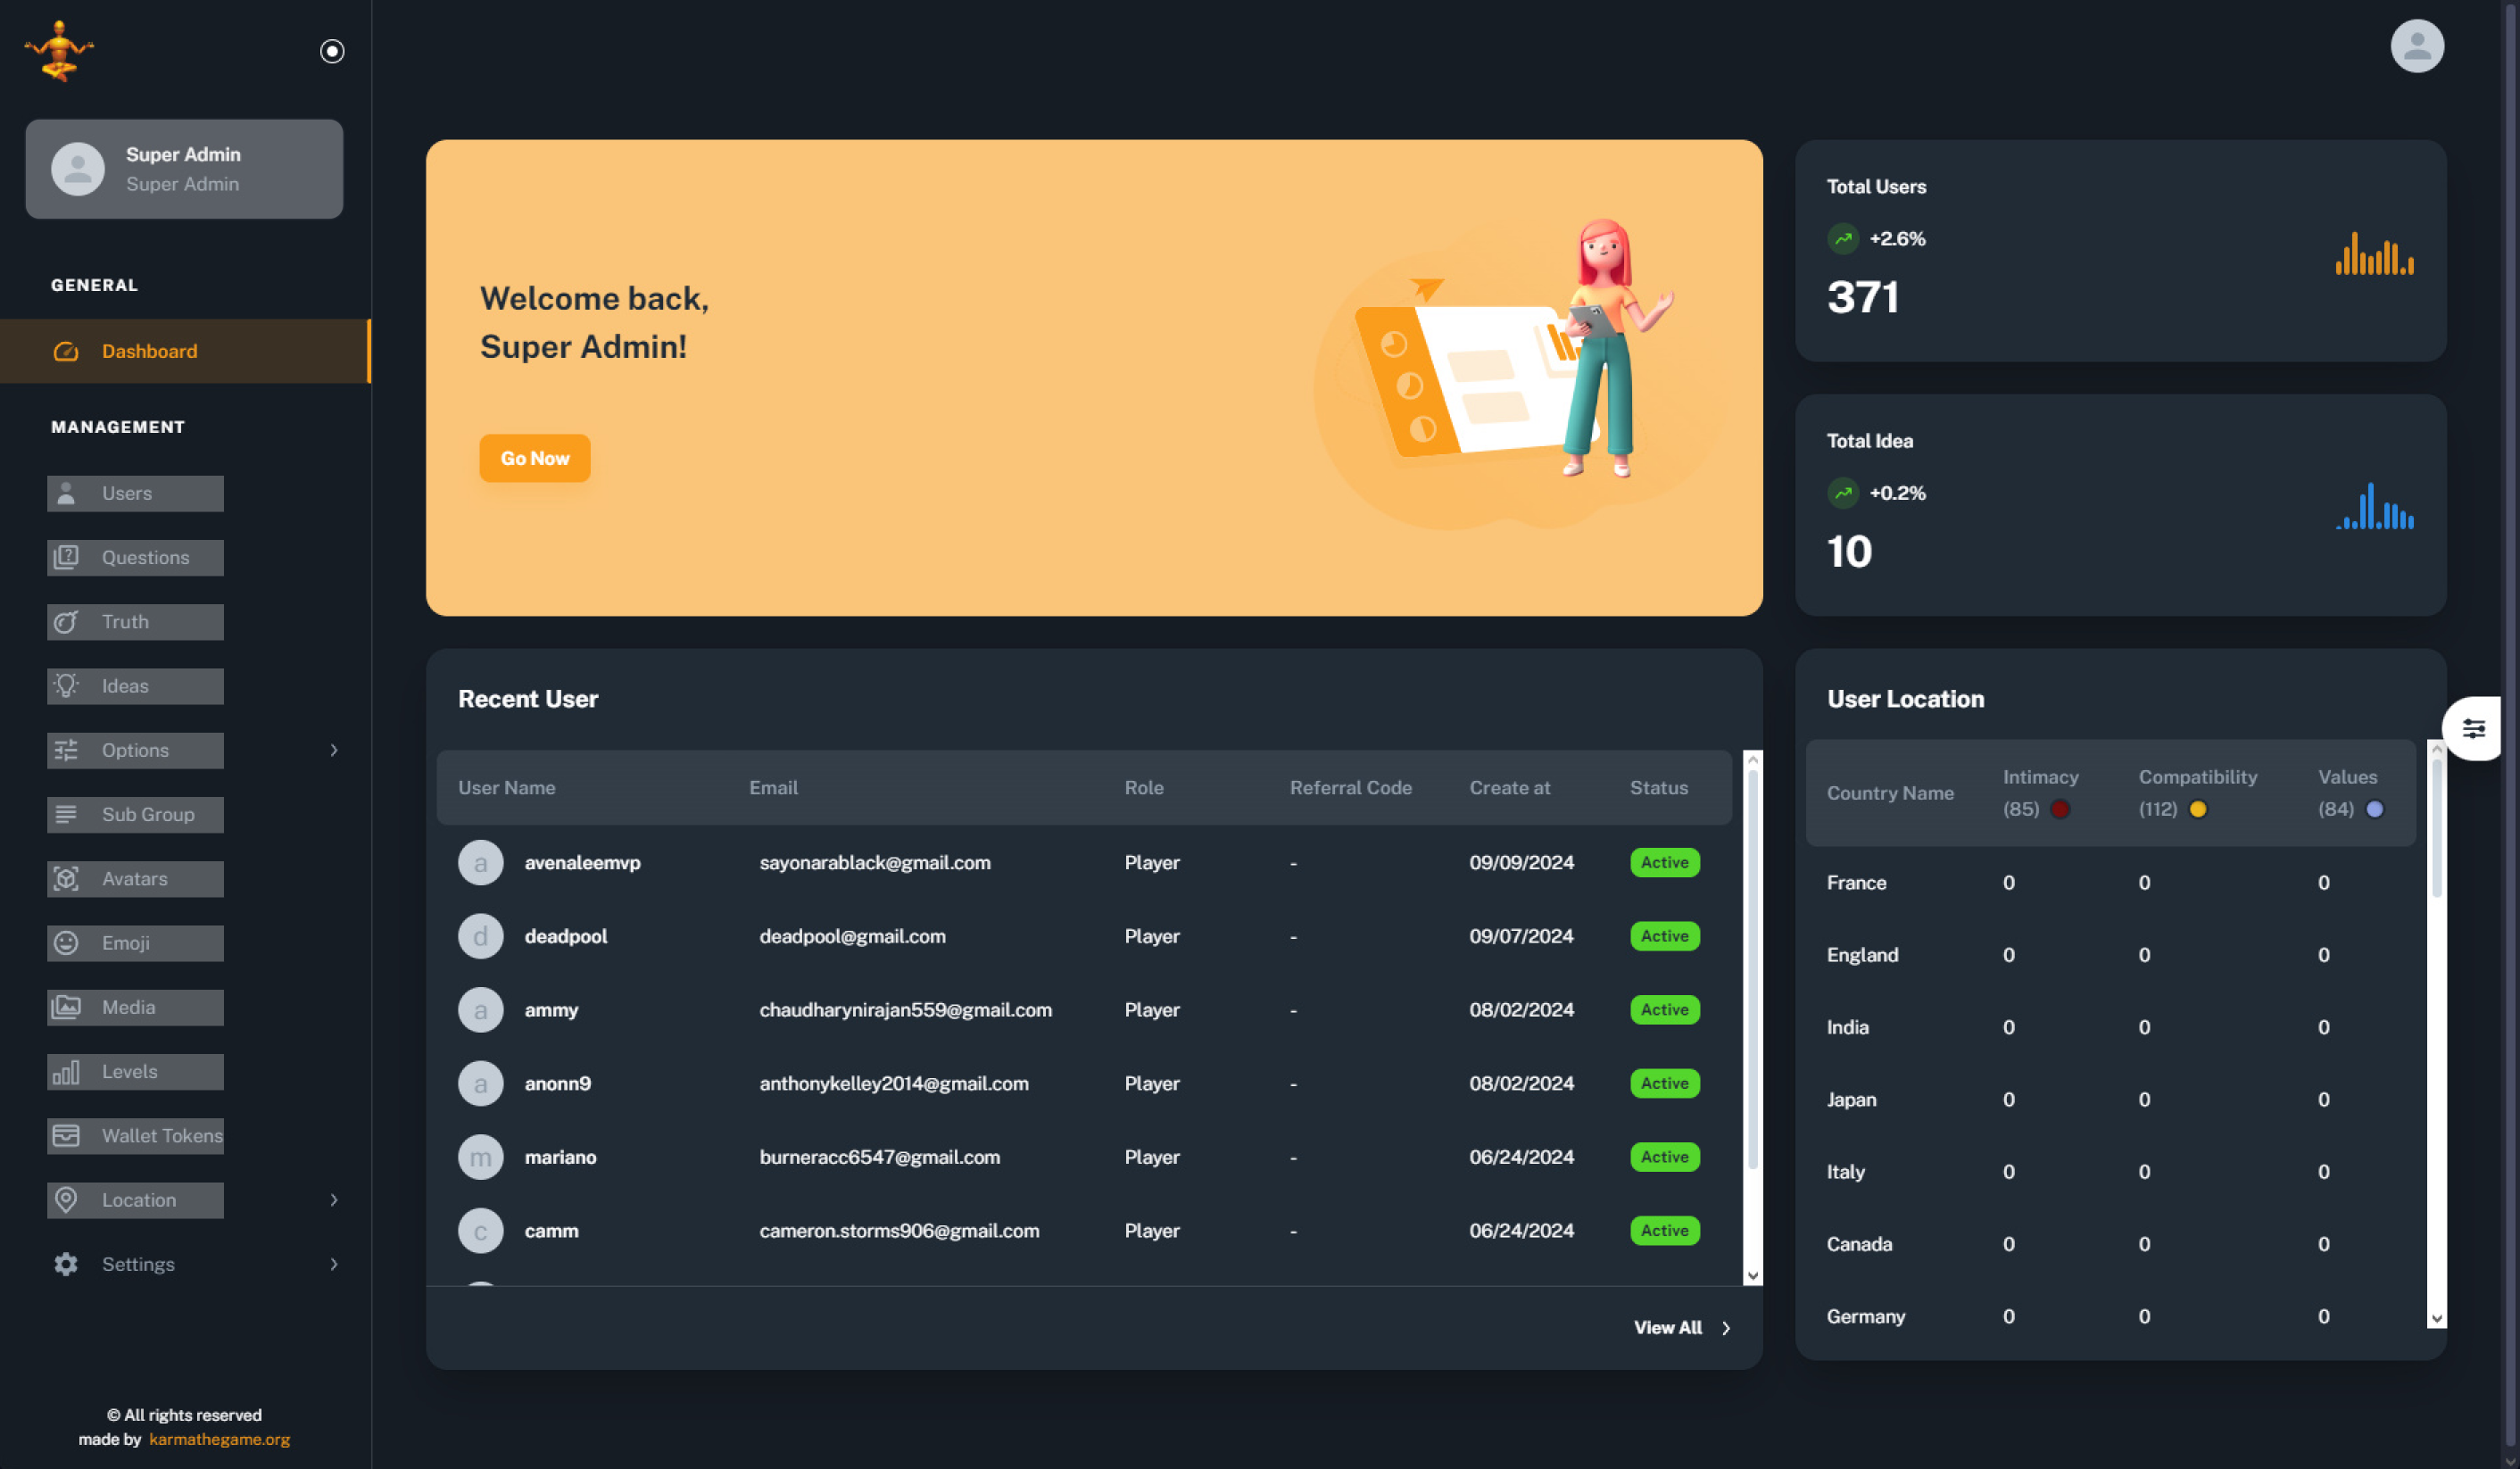 Super Admin
Super Admin
GENERAL
Dashboard
MANAGEMENT
Users
Questions
Truth
Ideas
Options
Sub Group
Avatars
Emoji
Media
Levels
Wallet Tokens
Location
Settings
© All rights reserved
made by karmathegame.org
Welcome back,
Super Admin!
Go Now
Total Users
+2.6%
371
Total Idea
+0.2%
10
Recent User
User Name Email Role Referral Code Create at Status
a avenaleemvp sayonarablack@gmail.com Player - 09/09/2024 Active
d deadpool deadpool@gmail.com Player - 09/07/2024 Active
a ammy chaudharynirajan559@gmail.com Player - 08/02/2024 Active
a anonn9 anthonykelley2014@gmail.com Player - 08/02/2024 Active
m mariano burneracc6547@gmail.com Player - 06/24/2024 Active
c camm cameron.storms906@gmail.com Player - 06/24/2024 Active
View All
User Location
Country Name Intimacy (85) Compatibility (112) Values (84)
France 0 0 0
England 0 0 0
India 0 0 0
Japan 0 0 0
Italy 0 0 0
Canada 0 0 0
Germany 0 0 0